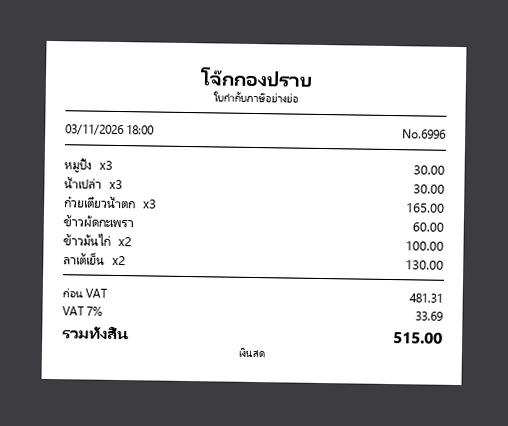 โจ๊กกองปราบ
ใบกำกับภาษีอย่างย่อ
03/11/2026 18:00 No.6996
หมูปิ้ง x3 30.00
น้ำเปล่า x3 30.00
ก๋วยเตี๋ยวน้ำตก x3 165.00
ข้าวผัดกะเพรา 60.00
ข้าวมันไก่ x2 100.00
ลาเต้เย็น x2 130.00
ก่อน VAT 481.31
VAT 7% 33.69
รวมทั้งสิ้น 515.00
เงินสด